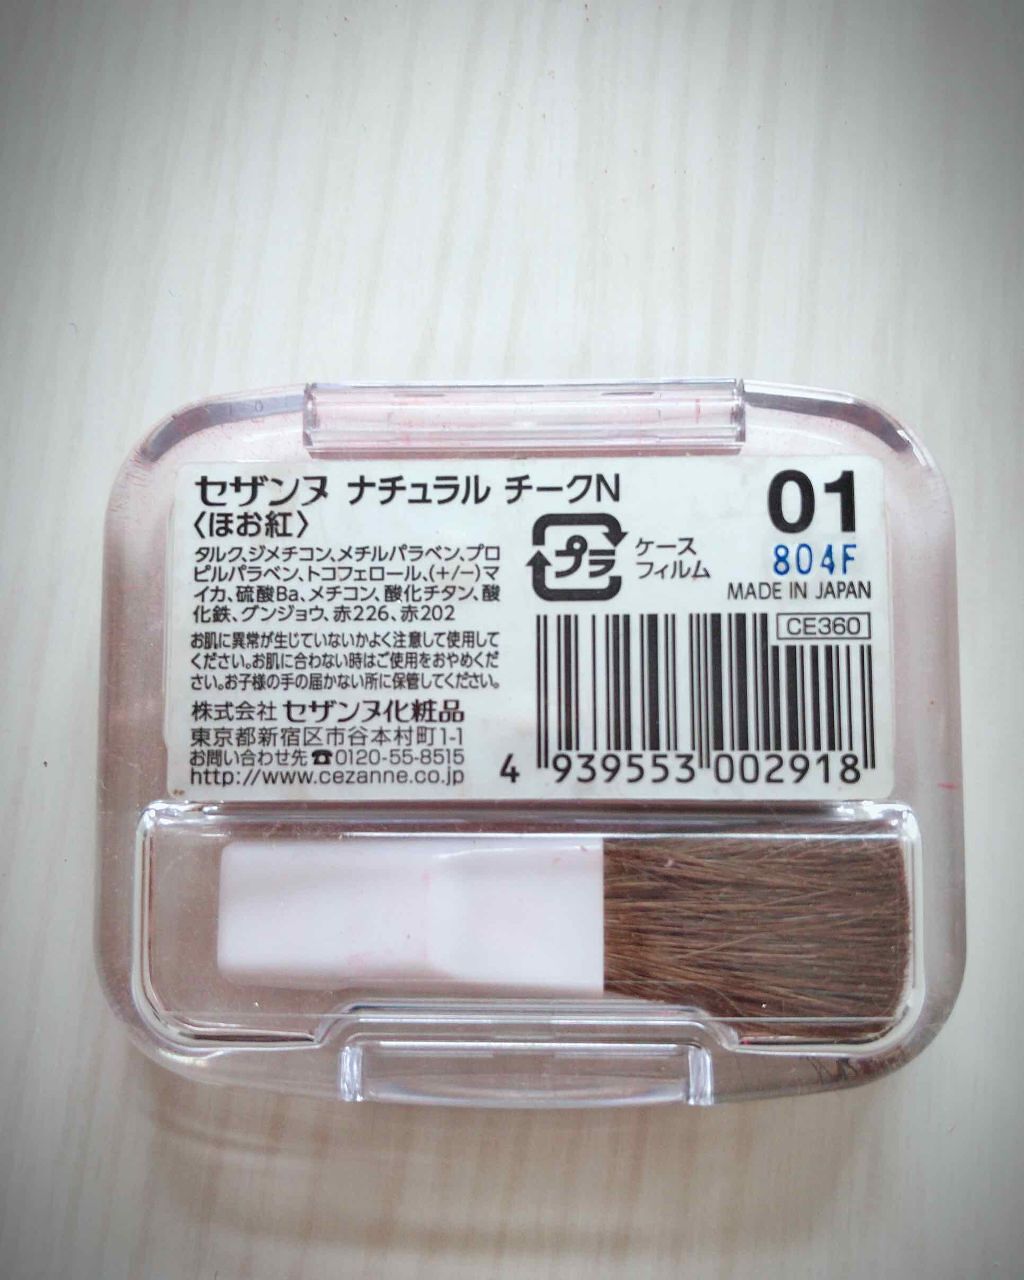 セザンヌ ナチュラル チークN
〈ほお紅〉
タルク、ジメチコン、メチルパラベン、プロ
ピルパラベン、トコフェロール、(+/−)マ
イカ、硫酸Ba、メチコン、酸化チタン、酸
化鉄、グンジョウ、赤226、赤202
お肌に異常が生じていないかよく注意して使用して
ください。お肌に合わない時はご使用をおやめくだ
さい。お子様の手の届かない所に保管してください。
株式会社 セザンヌ化粧品
東京都新宿区市谷本村町1-1
お問い合わせ先 ☎0120-55-8515
http://www.cezanne.co.jp
プラ
ケース
フィルム
01
804F
MADE IN JAPAN
CE360
4 939553 002918